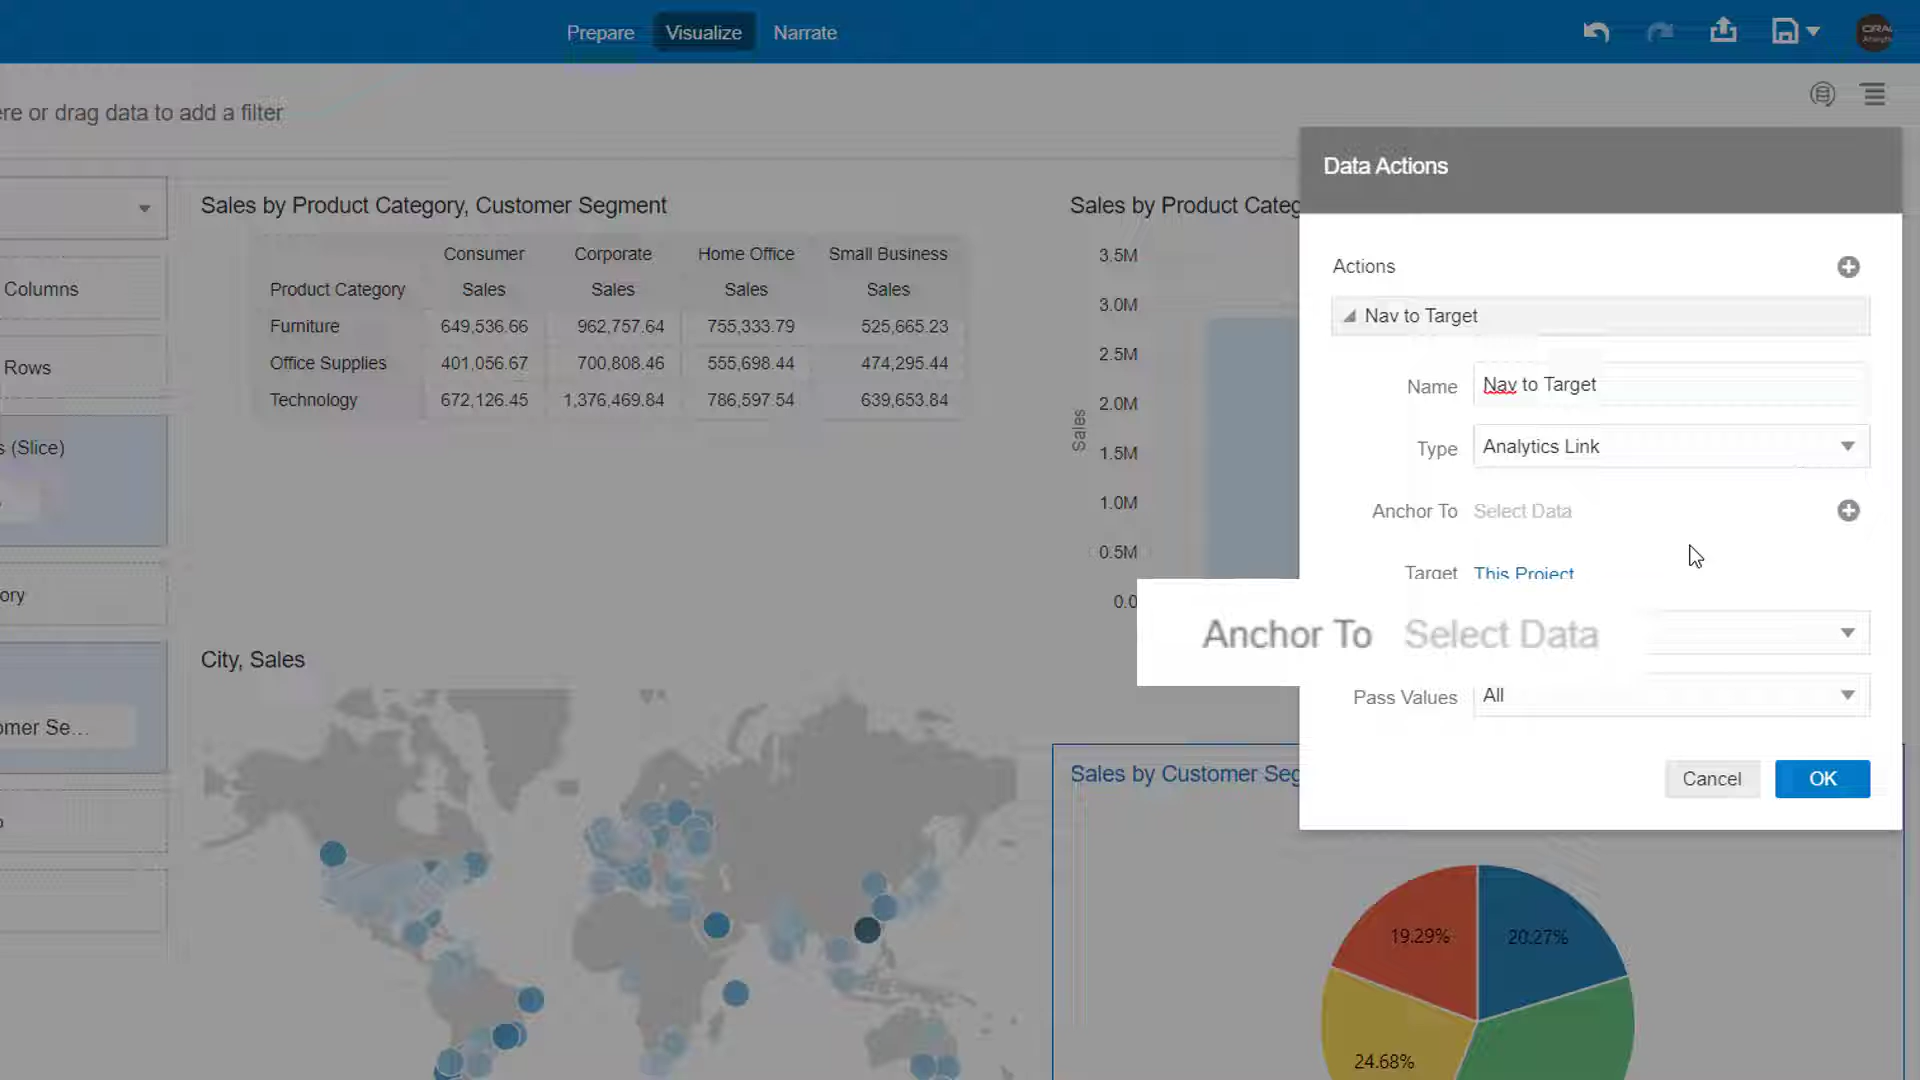 Prepare
Visualize
Narrate
ere or drag data to add a filter
Data Actions
Sales by Product Category, Customer Segment
Sales by Product Categ
Consumer Corporate Home Office Small Business
Product Category Sales Sales Sales Sales
Furniture 649,536.66 962,757.64 755,333.79 525,665.23
Office Supplies 401,056.67 700,808.46 555,698.44 474,295.44
Technology 672,126.45 1,376,469.84 786,597.54 639,653.84
Columns
Rows
s (Slice)
ory
omer Se...
3.5M
3.0M
2.5M
2.0M
1.5M
1.0M
0.5M
0.0
Sales
Actions
Nav to Target
Name Nav to Target
Type Analytics Link
Anchor To Select Data
Target This Project
Anchor To Select Data
Pass Values All
Cancel OK
City, Sales
Sales by Customer Seg
19.29%
20.27%
24.68%